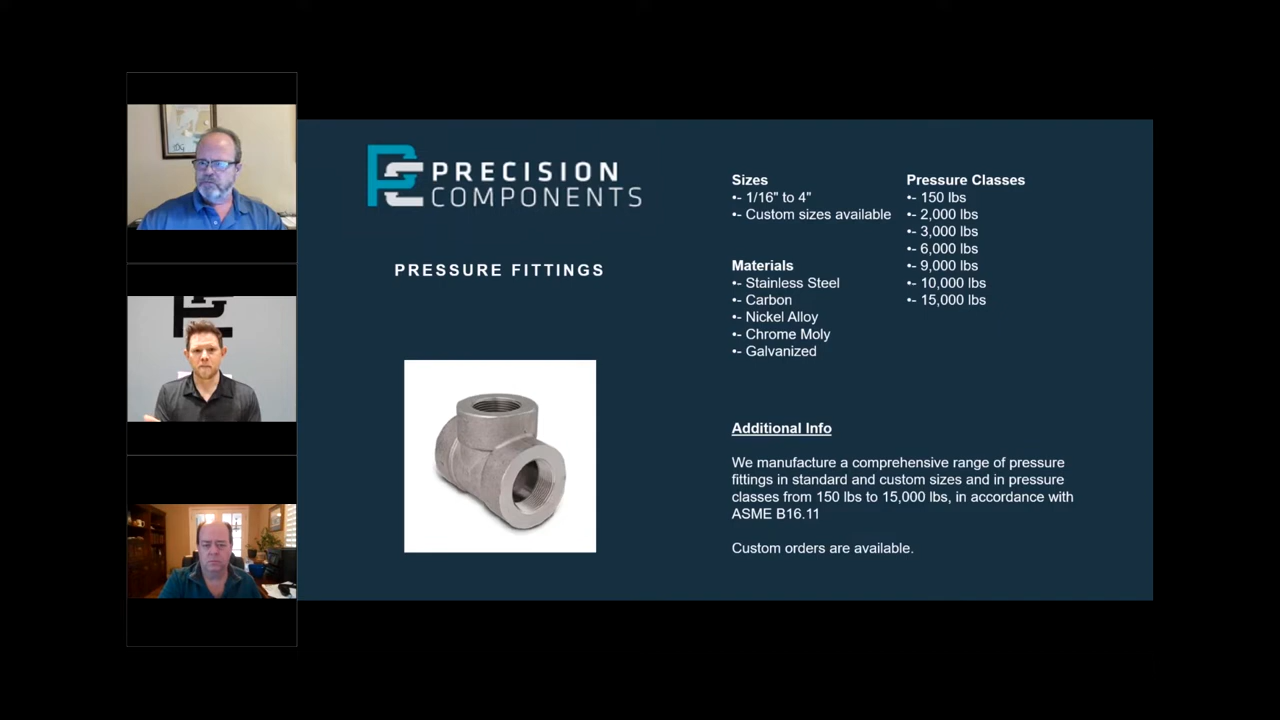 PRECISION
COMPONENTS
PRESSURE FITTINGS
Sizes
•- 1/16" to 4"
•- Custom sizes available
Materials
•- Stainless Steel
•- Carbon
•- Nickel Alloy
•- Chrome Moly
•- Galvanized
Pressure Classes
•- 150 lbs
•- 2,000 lbs
•- 3,000 lbs
•- 6,000 lbs
•- 9,000 lbs
•- 10,000 lbs
•- 15,000 lbs
Additional Info
We manufacture a comprehensive range of pressure
fittings in standard and custom sizes and in pressure
classes from 150 lbs to 15,000 lbs, in accordance with
ASME B16.11
Custom orders are available.